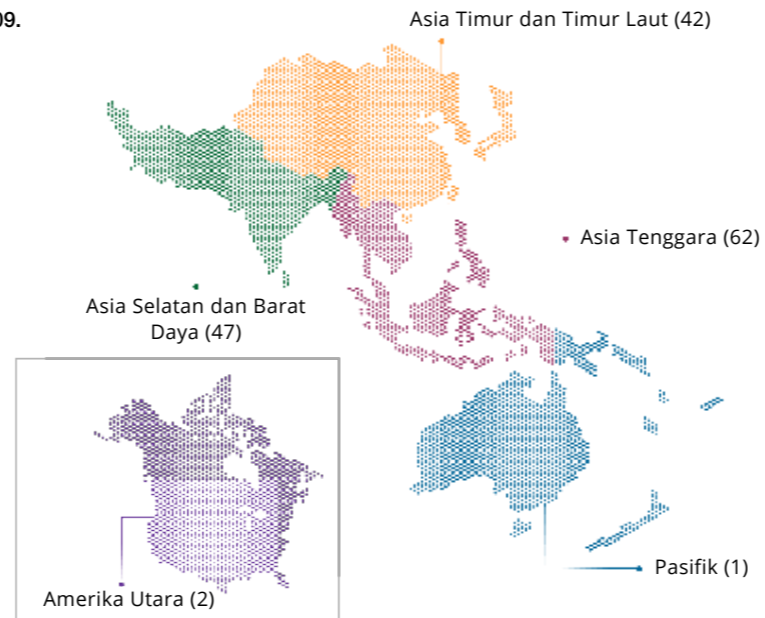 09.
Asia Timur dan Timur Laut (42)
Asia Tenggara (62)
Asia Selatan dan Barat
Daya (47)
Pasifik (1)
Amerika Utara (2)